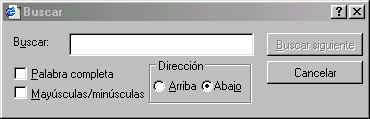 Buscar
Buscar:
Buscar siguiente
Palabra completa
Dirección
Cancelar
Mayúsculas/minúsculas
Arriba
Abajo